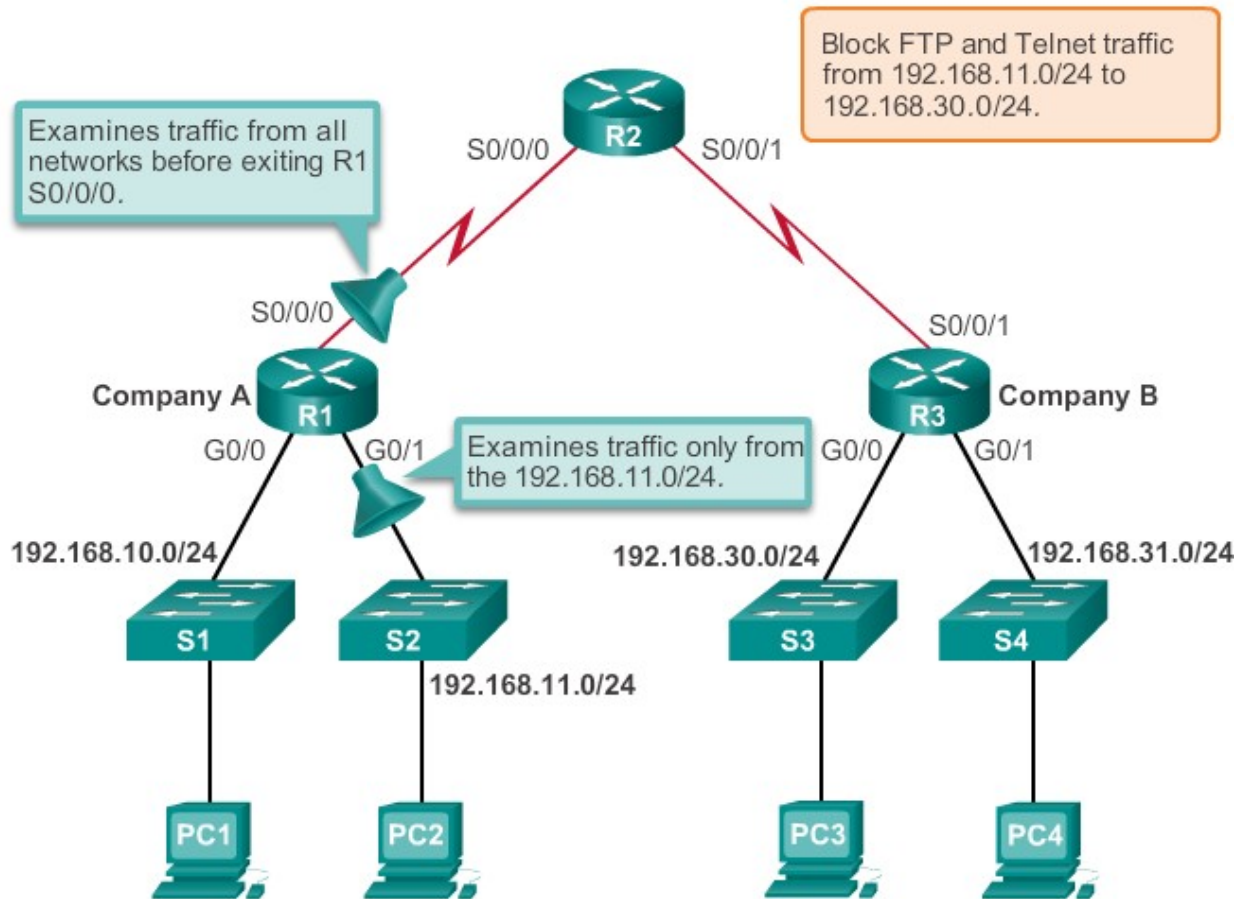 Block FTP and Telnet traffic
from 192.168.11.0/24 to
192.168.30.0/24.
Examines traffic from all
networks before exiting R1
S0/0/0.
R2
S0/0/0
S0/0/1
S0/0/0
S0/0/1
Company A
R1
R3
Company B
G0/0
G0/1
Examines traffic only from
the 192.168.11.0/24.
G0/0
G0/1
192.168.10.0/24
192.168.30.0/24
192.168.31.0/24
S1
S2
S3
S4
192.168.11.0/24
PC1
PC2
PC3
PC4